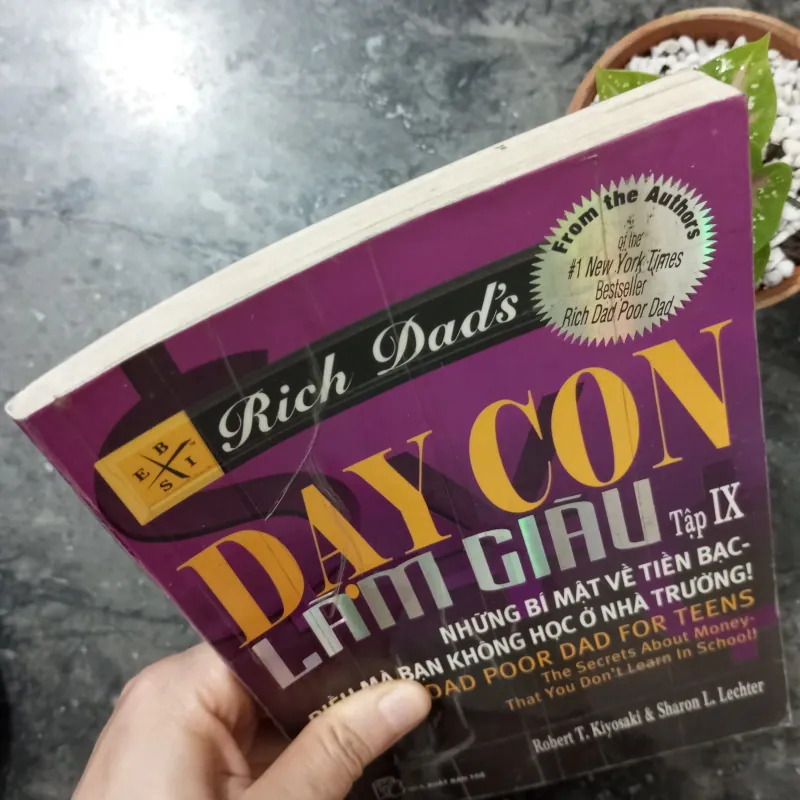 From the Authors
of the
#1 New York Times
Bestseller
Rich Dad Poor Dad
Rich Dad's
B
E I
S
DẠY CON
LÀM GIÀU Tập IX
NHỮNG BÍ MẬT VỀ TIỀN BẠC-
ĐIỀU MÀ BẠN KHÔNG HỌC Ở NHÀ TRƯỜNG!
DAD POOR DAD FOR TEENS
The Secrets About Money-
That You Don't Learn In School!
Robert T. Kiyosaki & Sharon L. Lechter